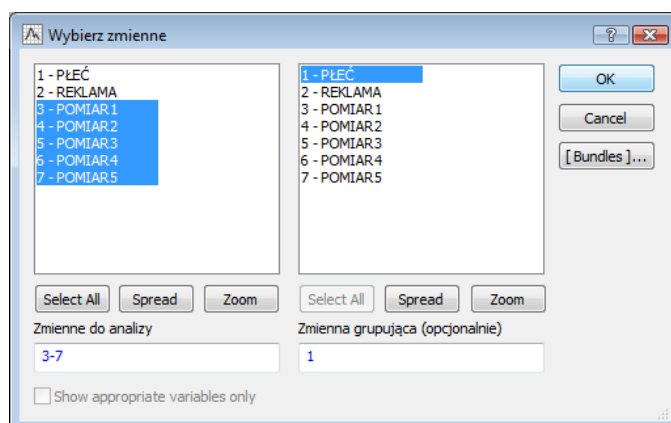 Wybierz zmienne
1 - PŁEĆ
2 - REKLAMA
3 - POMIAR1
4 - POMIAR2
5 - POMIAR3
6 - POMIAR4
7 - POMIAR5
Select All Spread Zoom
Zmienne do analizy
3-7
1 - PŁEĆ
2 - REKLAMA
3 - POMIAR1
4 - POMIAR2
5 - POMIAR3
6 - POMIAR4
7 - POMIAR5
Select All Spread Zoom
Zmienna grupująca (opcjonalnie)
1
OK
Cancel
[ Bundles ]...
Show appropriate variables only